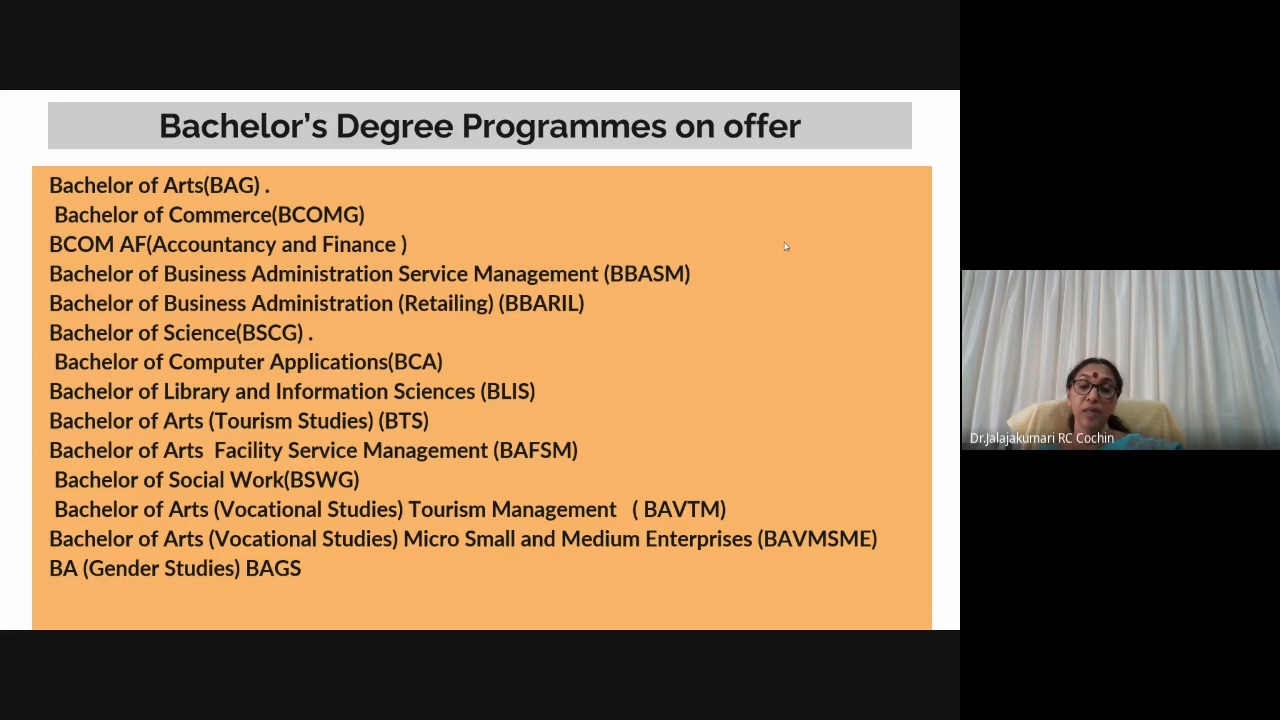 Bachelor's Degree Programmes on offer
Bachelor of Arts(BAG) .
Bachelor of Commerce(BCOMG)
BCOM AF(Accountancy and Finance )
Bachelor of Business Administration Service Management (BBASM)
Bachelor of Business Administration (Retailing) (BBARIL)
Bachelor of Science(BSCG) .
Bachelor of Computer Applications(BCA)
Bachelor of Library and Information Sciences (BLIS)
Bachelor of Arts (Tourism Studies) (BTS)
Bachelor of Arts  Facility Service Management (BAFSM)
Bachelor of Social Work(BSWG)
Bachelor of Arts (Vocational Studies) Tourism Management   ( BAVTM)
Bachelor of Arts (Vocational Studies) Micro Small and Medium Enterprises (BAVMSME)
BA (Gender Studies) BAGS
Dr.Jalajakumari RC Cochin